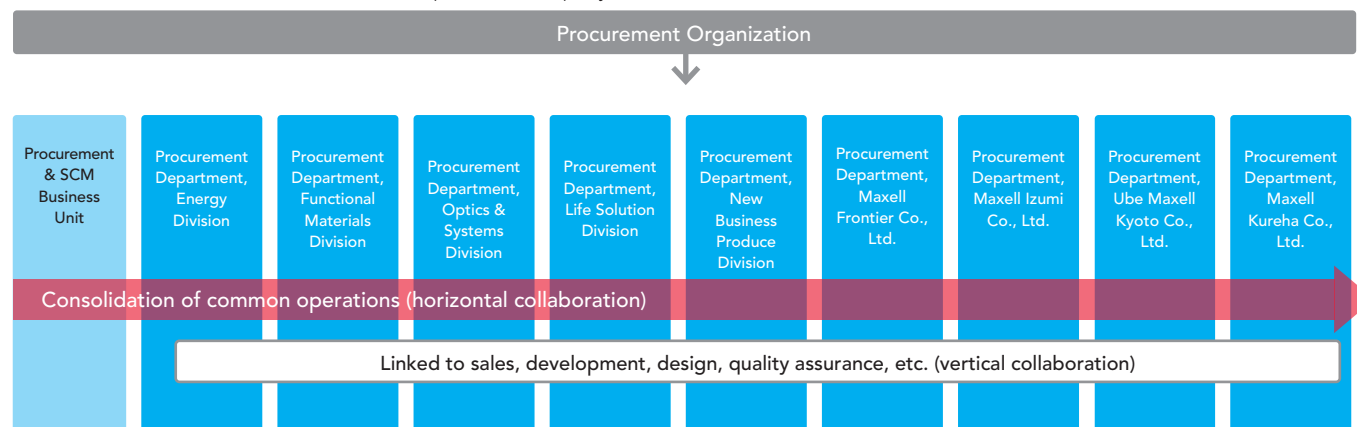 Procurement Organization
Procurement
& SCM
Business
Unit
Procurement
Department,
Energy
Division
Procurement
Department,
Functional
Materials
Division
Procurement
Department,
Optics &
Systems
Division
Procurement
Department,
Life Solution
Division
Procurement
Department,
New
Business
Produce
Division
Procurement
Department,
Maxell
Frontier Co.,
Ltd.
Procurement
Department,
Maxell Izumi
Co., Ltd.
Procurement
Department,
Ube Maxell
Kyoto Co.,
Ltd.
Procurement
Department,
Maxell
Kureha Co.,
Ltd.
Consolidation of common operations (horizontal collaboration)
Linked to sales, development, design, quality assurance, etc. (vertical collaboration)